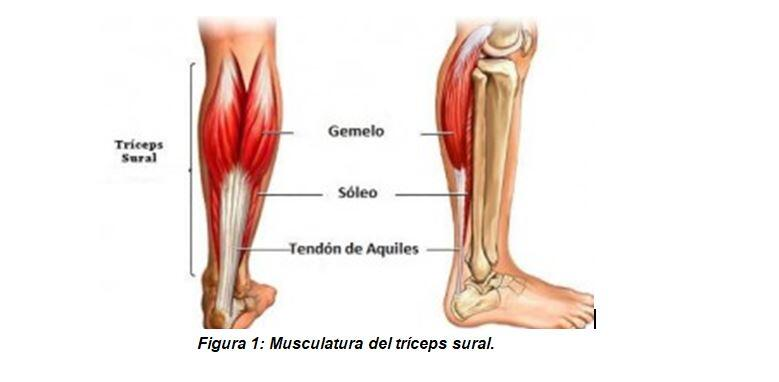 Gemelo
Tríceps
Sural
Sóleo
Tendón de Aquiles
Figura 1: Musculatura del tríceps sural.